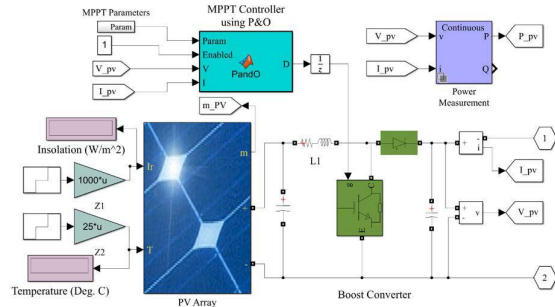 MPPT Controller
using P&O
MPPT Parameters
Param
1
V_pv
I_pv
Param
Enabled
V
I
PandO
D
1
z
V_pv
I_pv
Continuous
v
i
P
Q
P_pv
Power
Measurement
m_PV
Insolation (W/m^2)
1000*u
Z1
25*u
Z2
Temperature (Deg. C)
Ir
T
m
+
-
PV Array
L1
g
C
E
Boost Converter
+
-
i
I_pv
+
-
v
V_pv
1
2